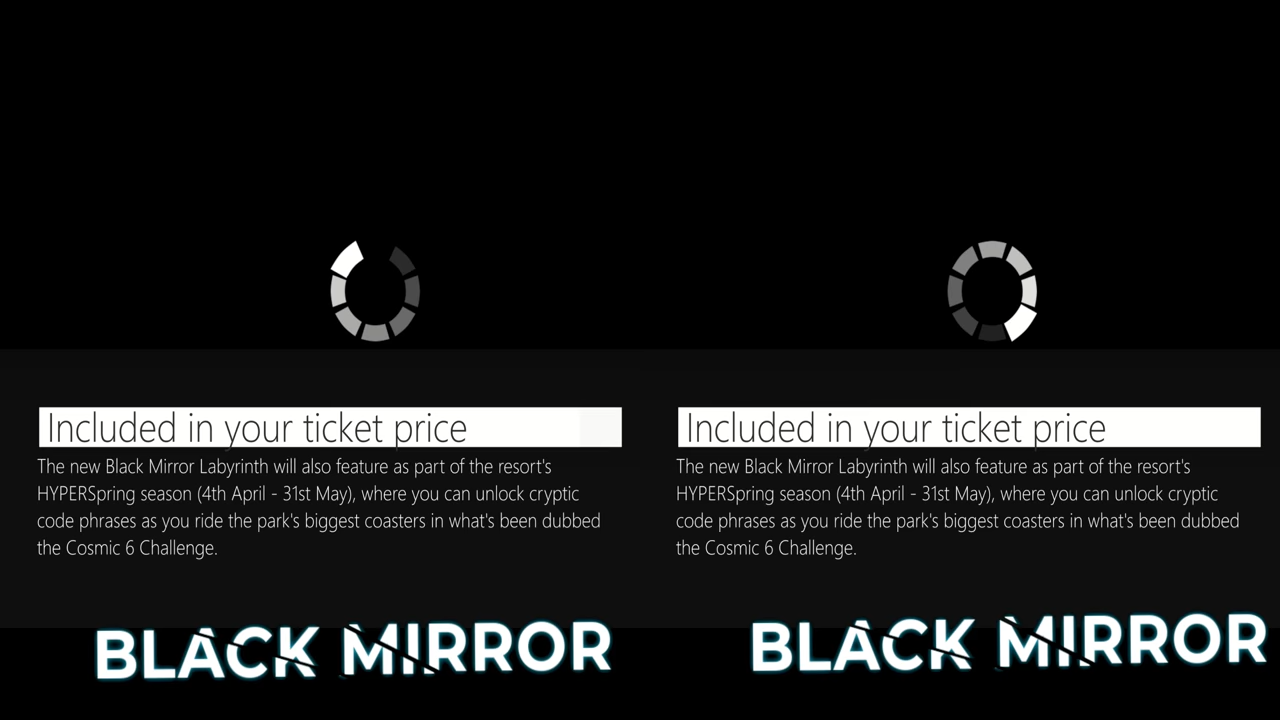 Included in your ticket price
The new Black Mirror Labyrinth will also feature as part of the resort's
HYPERSpring season (4th April - 31st May), where you can unlock cryptic
code phrases as you ride the park's biggest coasters in what's been dubbed
the Cosmic 6 Challenge.
BLACK MIRROR
Included in your ticket price
The new Black Mirror Labyrinth will also feature as part of the resort's
HYPERSpring season (4th April - 31st May), where you can unlock cryptic
code phrases as you ride the park's biggest coasters in what's been dubbed
the Cosmic 6 Challenge.
BLACK MIRROR